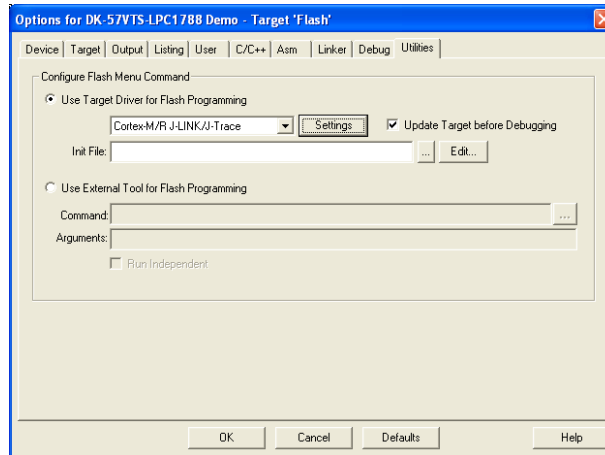 Options for DK-57VTS-LPC1788 Demo - Target 'Flash'
Device Target Output Listing User C/C++ Asm Linker Debug Utilities
Configure Flash Menu Command
Use Target Driver for Flash Programming
Cortex-M/R J-LINK/J-Trace Settings Update Target before Debugging
Init File: ... Edit...
Use External Tool for Flash Programming
Command: ...
Arguments:
Run Independent
OK Cancel Defaults Help